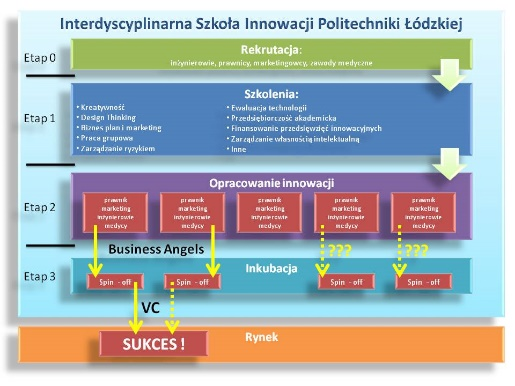 Interdyscyplinarna Szkoła Innowacji Politechniki Łódzkiej
Etap 0
Rekrutacja:
inżynierowie, prawnicy, marketingowcy, zawody medyczne
Etap 1
Szkolenia:
• Kreatywność
• Design Thinking
• Biznes plan i marketing
• Praca grupowa
• Zarządzanie ryzykiem
• Ewaluacja technologii
• Przedsiębiorczość akademicka
• Finansowanie przedsięwzięć innowacyjnych
• Zarządzanie własnością intelektualną
• Inne
Etap 2
Opracowanie innowacji
prawnik
marketing
inżynierowie
medycy
prawnik
marketing
inżynierowie
medycy
prawnik
marketing
inżynierowie
medycy
prawnik
marketing
inżynierowie
medycy
prawnik
marketing
inżynierowie
medycy
Business Angels
???
???
Etap 3
Inkubacja
Spin - off
Spin - off
Spin - off
Spin - off
VC
Rynek
SUKCES !